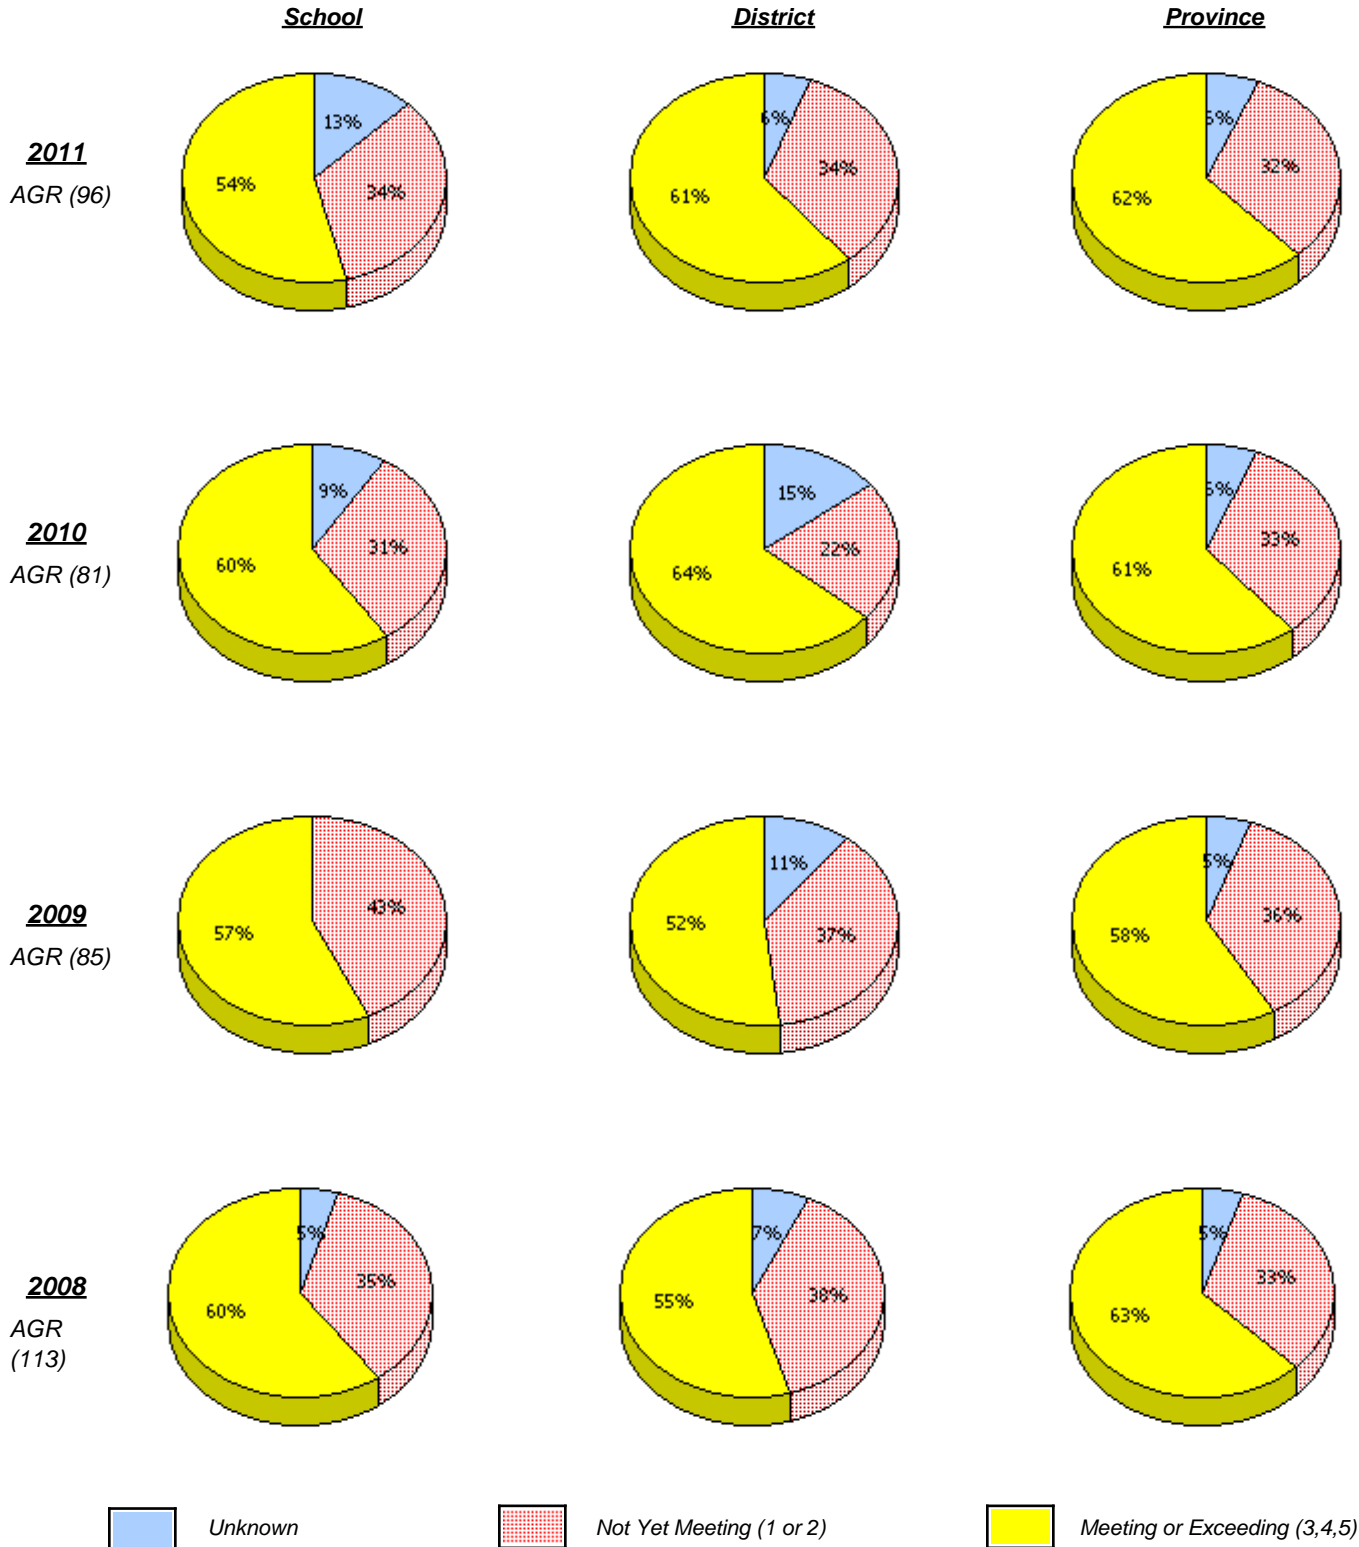 School District Province
2011
AGR (96)
13% 34% 54%
6% 34% 61%
32% 62%
2010
AGR (81)
9% 31% 60%
15% 22% 64%
33% 61%
2009
AGR (85)
43% 57%
11% 37% 52%
5% 36% 58%
2008
AGR
(113)
5% 35% 60%
7% 38% 55%
5% 33% 63%
Unknown Not Yet Meeting (1 or 2) Meeting or Exceeding (3,4,5)